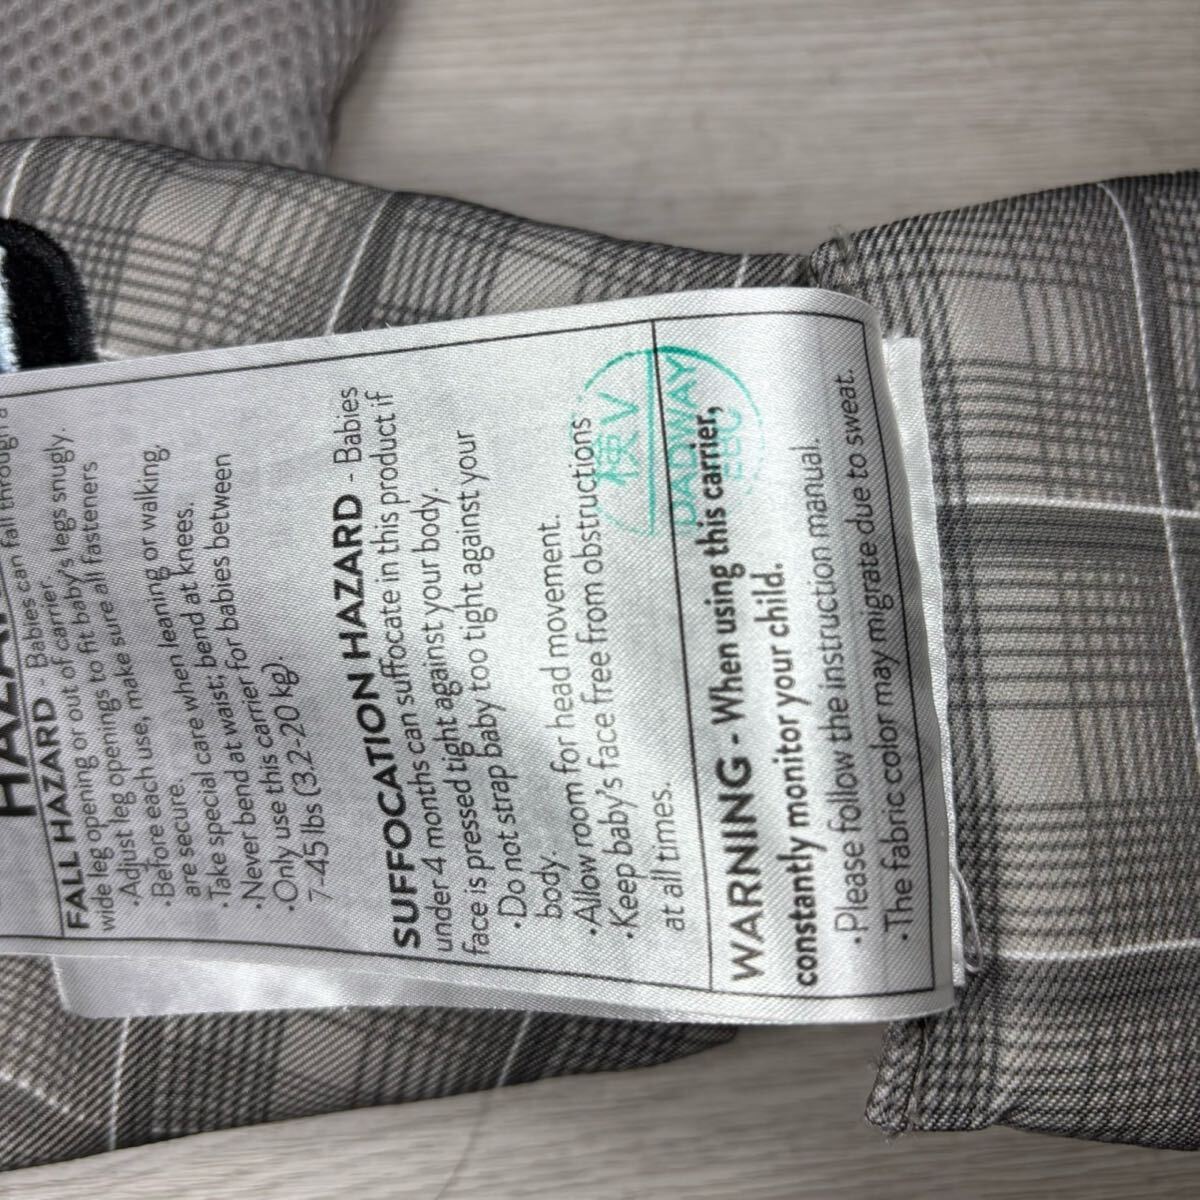 FALL HAZARD - Babies can fall through a
wide leg opening or out of carrier.
·Adjust leg openings to fit baby's legs snugly.
·Before each use, make sure all fasteners
are secure.
·Take special care when leaning or walking.
·Never bend at waist; bend at knees.
·Only use this carrier for babies between
7-45 lbs (3.2-20 kg).
SUFFOCATION HAZARD - Babies
under 4 months can suffocate in this product if
face is pressed tight against your body.
·Do not strap baby too tight against your
body.
·Allow room for head movement.
·Keep baby's face free from obstructions
at all times.
検V
DADWAY
WARNING - When using this carrier,
constantly monitor your child.
·Please follow the instruction manual.
·The fabric color may migrate due to sweat.